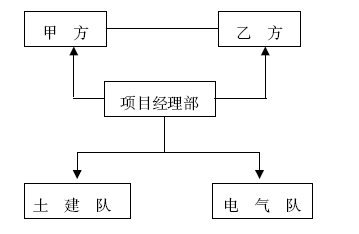 甲 方
乙 方
项目经理部
土 建 队
电 气 队